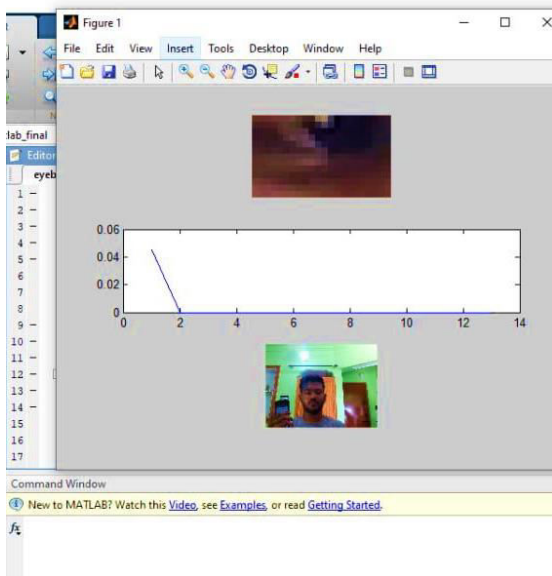 Figure 1
File Edit View Insert Tools Desktop Window Help
lab_final
Editor
eyeb
1
2
3
4
5
6
7
8
9
10
11
12
13
14
15
16
17
0.06
0.04
0.02
0
0 2 4 6 8 10 12 14
Command Window
New to MATLAB? Watch this Video, see Examples, or read Getting Started.
fx